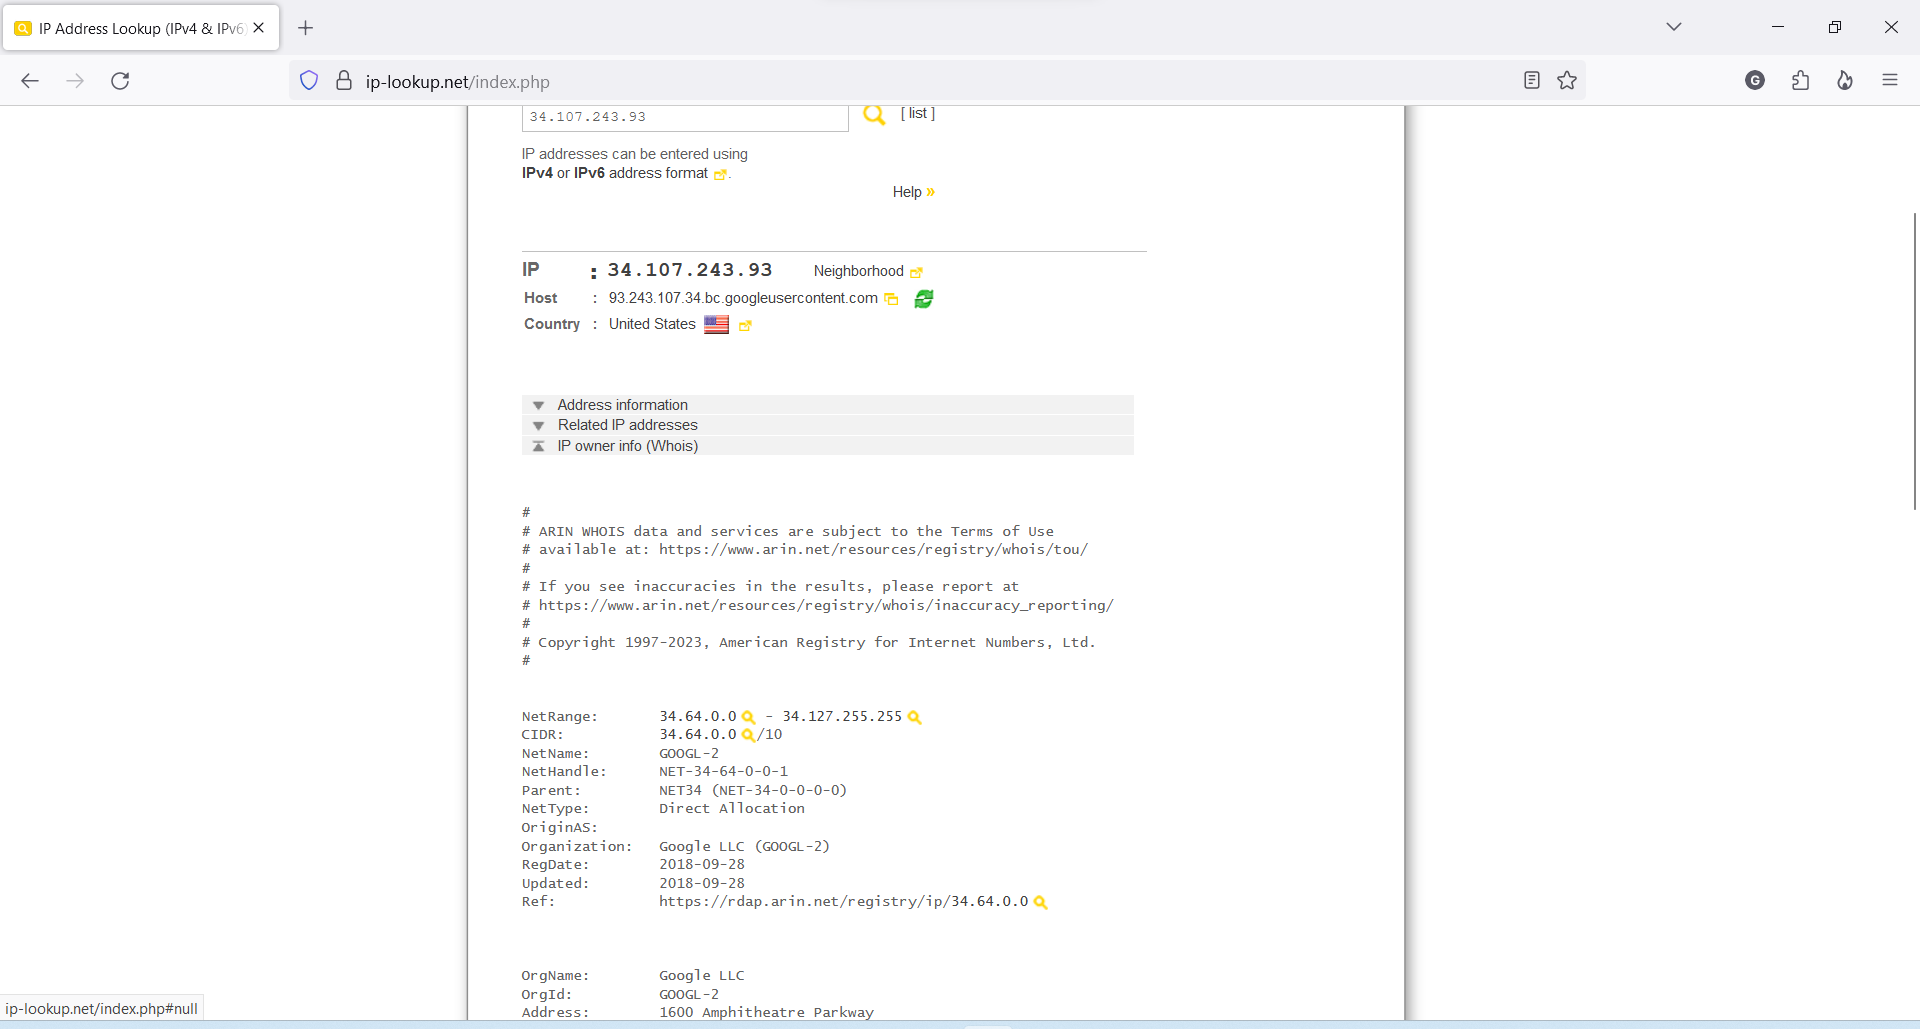 IP Address Lookup (IPv4 & IPv6)
ip-lookup.net/index.php
G
34.107.243.93
[ list ]
IP addresses can be entered using
IPv4 or IPv6 address format .
Help »
IP : 34.107.243.93 Neighborhood
Host : 93.243.107.34.bc.googleusercontent.com
Country : United States
Address information
Related IP addresses
IP owner info (Whois)
#
# ARIN WHOIS data and services are subject to the Terms of Use
# available at: https://www.arin.net/resources/registry/whois/tou/
#
# If you see inaccuracies in the results, please report at
# https://www.arin.net/resources/registry/whois/inaccuracy_reporting/
#
# Copyright 1997-2023, American Registry for Internet Numbers, Ltd.
#
NetRange: 34.64.0.0 - 34.127.255.255
CIDR: 34.64.0.0 /10
NetName: GOOGL-2
NetHandle: NET-34-64-0-0-1
Parent: NET34 (NET-34-0-0-0-0)
NetType: Direct Allocation
OriginAS:
Organization: Google LLC (GOOGL-2)
RegDate: 2018-09-28
Updated: 2018-09-28
Ref: https://rdap.arin.net/registry/ip/34.64.0.0
OrgName: Google LLC
OrgId: GOOGL-2
Address: 1600 Amphitheatre Parkway
ip-lookup.net/index.php#null